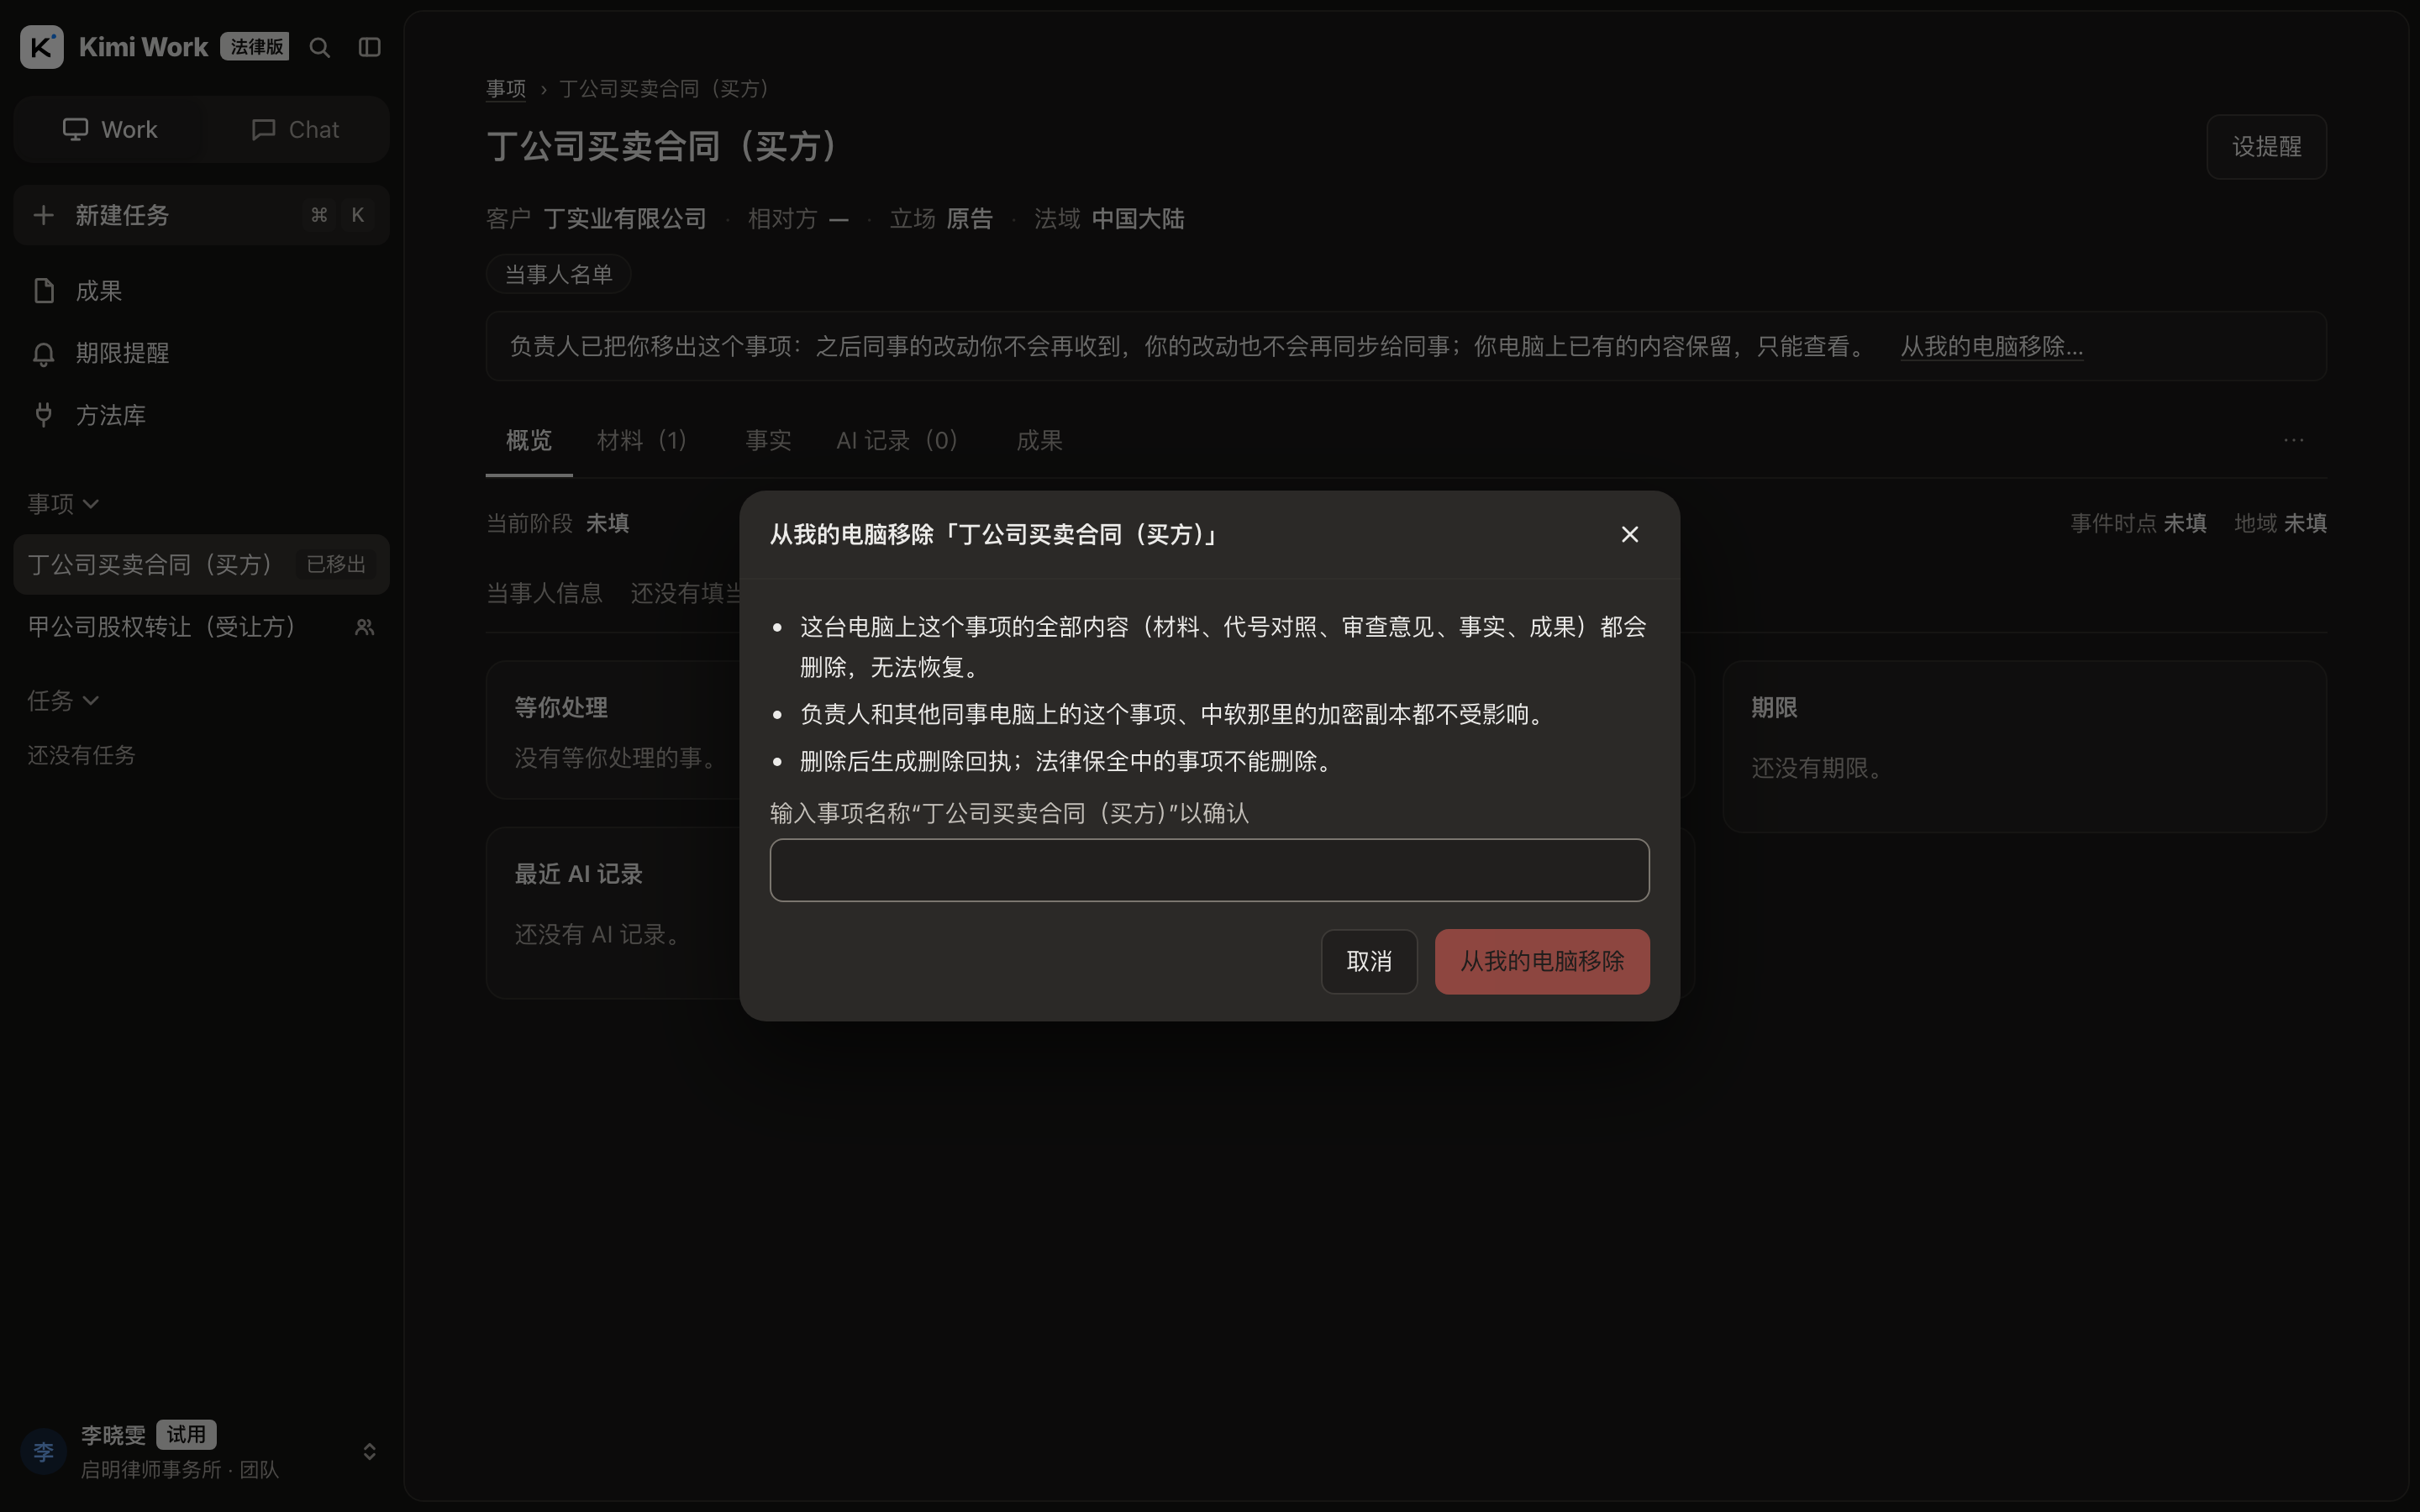 Kimi Work 法律版
Work
Chat
新建任务 ⌘ K
成果
期限提醒
方法库
事项
丁公司买卖合同（买方） 已移出
甲公司股权转让（受让方）
任务
还没有任务
李
李晓雯 试用
启明律师事务所 · 团队
事项 › 丁公司买卖合同（买方）
丁公司买卖合同（买方）
设提醒
客户 丁实业有限公司 · 相对方 — · 立场 原告 · 法域 中国大陆
当事人名单
负责人已把你移出这个事项：之后同事的改动你不会再收到，你的改动也不会再同步给同事；你电脑上已有的内容保留，只能查看。 从我的电脑移除...
概览 材料（1） 事实 AI 记录（0） 成果 ···
当前阶段 未填
事件时点 未填 地域 未填
当事人信息 还没有填当
等你处理
没有等你处理的事。
期限
还没有期限。
最近 AI 记录
还没有 AI 记录。
从我的电脑移除「丁公司买卖合同（买方）」
• 这台电脑上这个事项的全部内容（材料、代号对照、审查意见、事实、成果）都会
删除，无法恢复。
• 负责人和其他同事电脑上的这个事项、中软那里的加密副本都不受影响。
• 删除后生成删除回执；法律保全中的事项不能删除。
输入事项名称“丁公司买卖合同（买方）”以确认
取消
从我的电脑移除